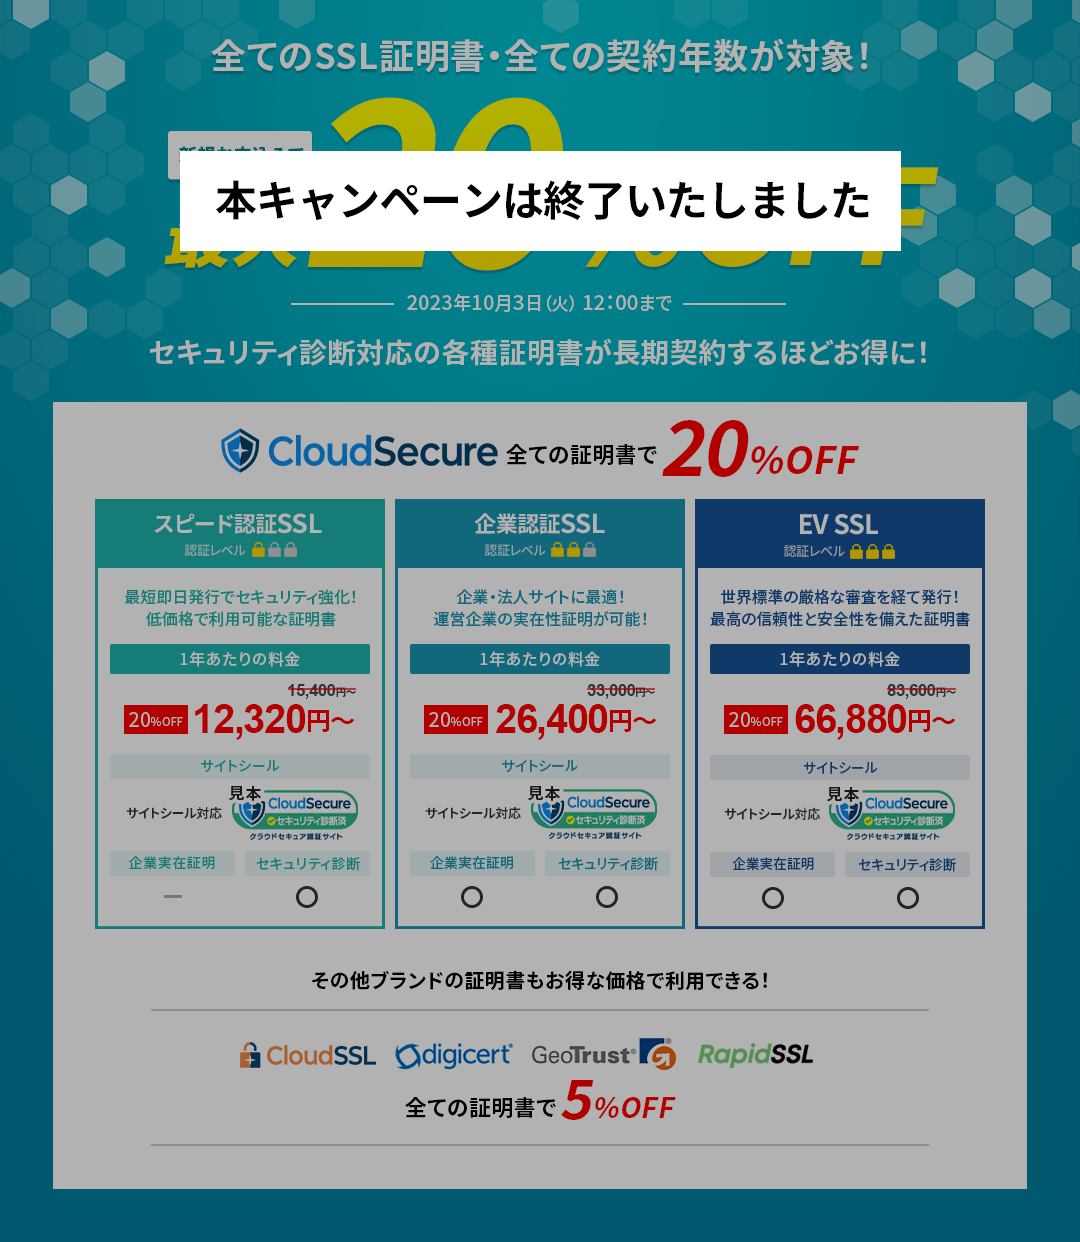 全てのSSL証明書・全ての契約年数が対象！
本キャンペーンは終了いたしました
2023年10月3日（火） 12：00まで
セキュリティ診断対応の各種証明書が長期契約するほどお得に！
CloudSecure 全ての証明書で 20%OFF
スピード認証SSL
認証レベル
最短即日発行でセキュリティ強化！
低価格で利用可能な証明書
1年あたりの料金
15,400円～
20%OFF 12,320円～
サイトシール
サイトシール対応
見本
CloudSecure
セキュリティ診断済
クラウドセキュア認証サイト
企業実在証明 セキュリティ診断
— ○
企業認証SSL
認証レベル
企業・法人サイトに最適！
運営企業の実在性証明が可能！
1年あたりの料金
33,000円～
20%OFF 26,400円～
サイトシール
サイトシール対応
見本
CloudSecure
セキュリティ診断済
クラウドセキュア認証サイト
企業実在証明 セキュリティ診断
○ ○
EV SSL
認証レベル
世界標準の厳格な審査を経て発行！
最高の信頼性と安全性を備えた証明書
1年あたりの料金
83,600円～
20%OFF 66,880円～
サイトシール
サイトシール対応
見本
CloudSecure
セキュリティ診断済
クラウドセキュア認証サイト
企業実在証明 セキュリティ診断
○ ○
その他ブランドの証明書もお得な価格で利用できる！
CloudSSL digicert® GeoTrust® RapidSSL
全ての証明書で 5%OFF